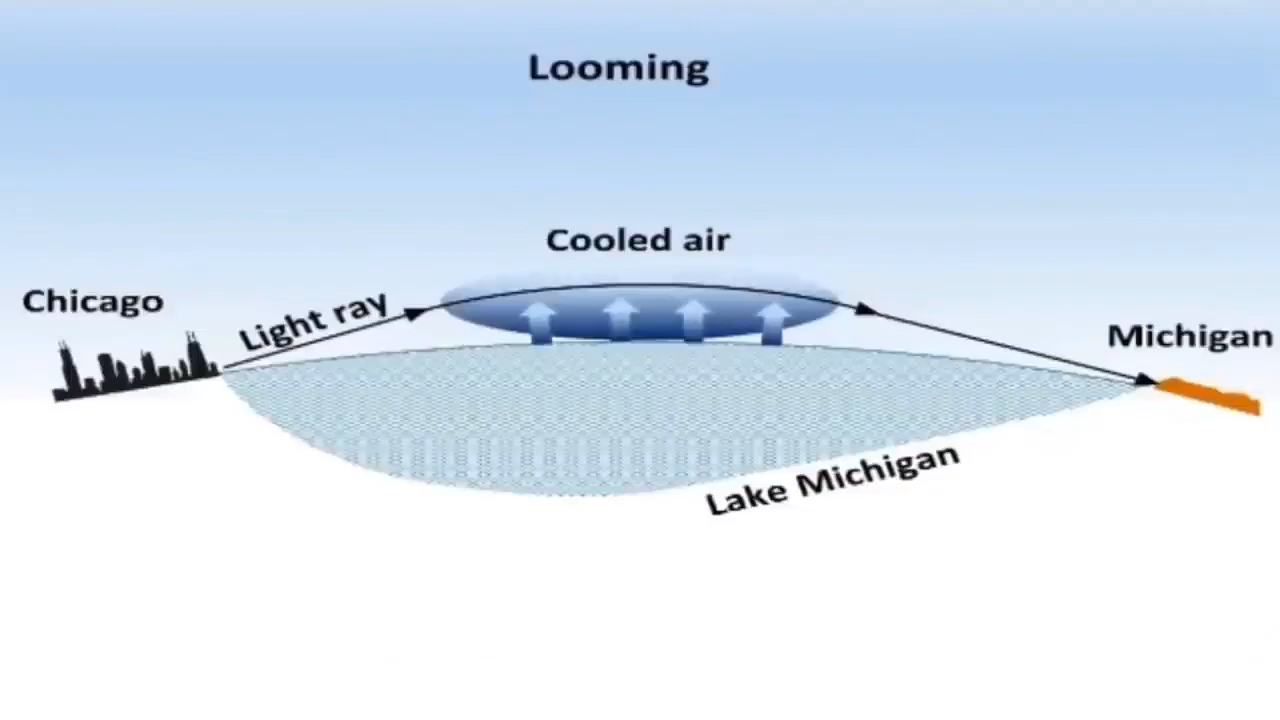 Looming
Cooled air
Chicago
Light ray
Michigan
Lake Michigan